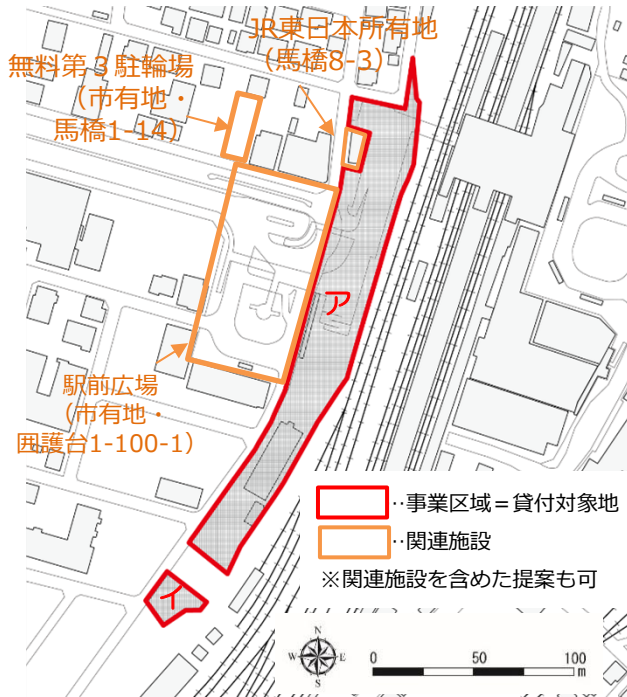 JR東日本所有地
（馬橋8-3）
無料第３駐輪場
（市有地・
馬橋1-14）
ア
駅前広場
（市有地・
囲護台1-100-1）
イ
‥事業区域＝貸付対象地
‥関連施設
※関連施設を含めた提案も可
N
W E
S
0 50 100
m